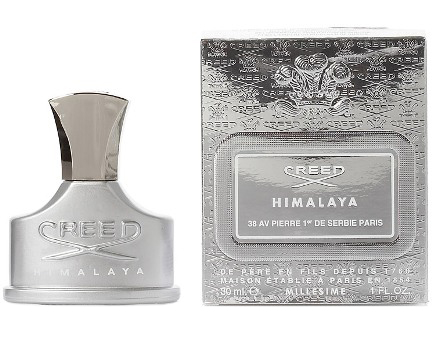 CREED
HIMALAYA
CREED
HIMALAYA
38 AV PIERRE 1er DE SERBIE PARIS
DE PÈRE EN FILS DEPUIS 1760
MAISON ÉTABLIE À PARIS EN 1854
30 ml MILLÉSIME 1 FL.OZ.